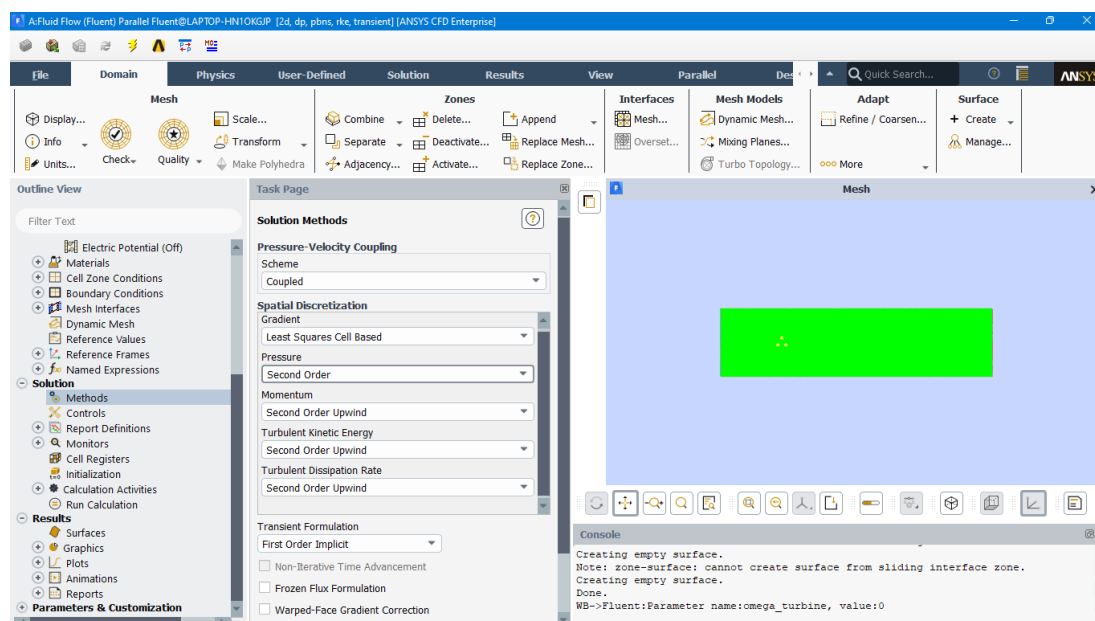 A:Fluid Flow (Fluent) Parallel Fluent@LAPTOP-HN1OKGJP [2d, dp, pbns, rke, transient] [ANSYS CFD Enterprise]
File Domain Physics User-Defined Solution Results View Parallel Des Quick Search... ANSYS
Mesh
Display...
Info
Units...
Check
Quality
Scale...
Transform
Make Polyhedra
Zones
Combine
Delete...
Append
Separate
Deactivate...
Replace Mesh...
Adjacency...
Activate...
Replace Zone...
Interfaces
Mesh...
Overset...
Mesh Models
Dynamic Mesh...
Mixing Planes...
Turbo Topology...
Adapt
Refine / Coarsen...
More
Surface
Create
Manage...
Outline View
Filter Text
Electric Potential (Off)
Materials
Cell Zone Conditions
Boundary Conditions
Mesh Interfaces
Dynamic Mesh
Reference Values
Reference Frames
Named Expressions
Solution
Methods
Controls
Report Definitions
Monitors
Cell Registers
Initialization
Calculation Activities
Run Calculation
Results
Surfaces
Graphics
Plots
Animations
Reports
Parameters & Customization
Task Page
Solution Methods
Pressure-Velocity Coupling
Scheme
Coupled
Spatial Discretization
Gradient
Least Squares Cell Based
Pressure
Second Order
Momentum
Second Order Upwind
Turbulent Kinetic Energy
Second Order Upwind
Turbulent Dissipation Rate
Second Order Upwind
Transient Formulation
First Order Implicit
Non-Iterative Time Advancement
Frozen Flux Formulation
Warped-Face Gradient Correction
Mesh
Console
Creating empty surface.
Note: zone-surface: cannot create surface from sliding interface zone.
Creating empty surface.
Done.
WB->Fluent:Parameter name:omega_turbine, value:0